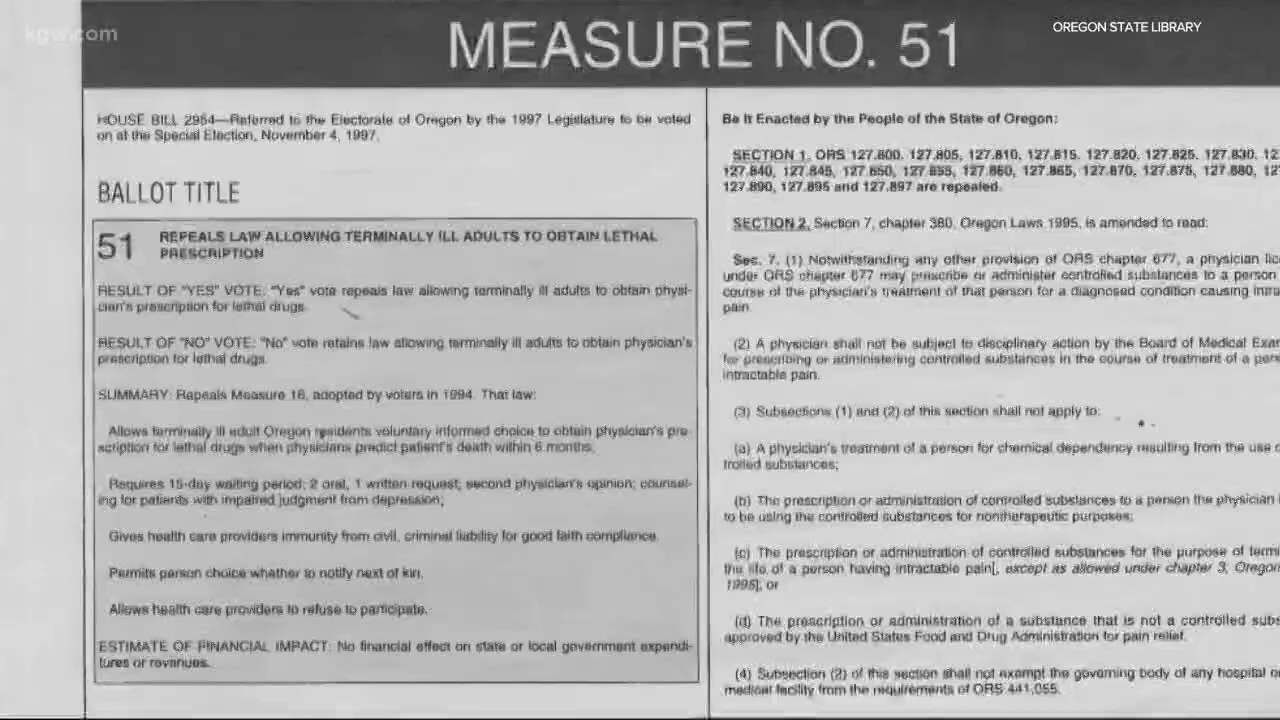 kgw.com
OREGON STATE LIBRARY
MEASURE NO. 51
HOUSE BILL 2954—Referred to the Electorate of Oregon by the 1997 Legislature to be voted
on at the Special Election, November 4, 1997.
BALLOT TITLE
51 REPEALS LAW ALLOWING TERMINALLY ILL ADULTS TO OBTAIN LETHAL
PRESCRIPTION
RESULT OF "YES" VOTE: "Yes" vote repeals law allowing terminally ill adults to obtain physi-
cian's prescription for lethal drugs.
RESULT OF "NO" VOTE: "No" vote retains law allowing terminally ill adults to obtain physician's
prescription for lethal drugs.
SUMMARY: Repeals Measure 16, adopted by voters in 1994. That law:
Allows terminally ill adult Oregon residents voluntary informed choice to obtain physician's pre-
scription for lethal drugs when physicians predict patient's death within 6 months.
Requires 15-day waiting period; 2 oral, 1 written request; second physician's opinion; counsel-
ing for patients with impaired judgment from depression;
Gives health care providers immunity from civil, criminal liability for good faith compliance.
Permits person choice whether to notify next of kin.
Allows health care providers to refuse to participate.
ESTIMATE OF FINANCIAL IMPACT: No financial effect on state or local government expendi-
tures or revenues.
Be It Enacted by the People of the State of Oregon:
SECTION 1. ORS 127.800, 127.805, 127.810, 127.815, 127.820, 127.825, 127.830, 12
127.840, 127.845, 127.850, 127.855, 127.860, 127.865, 127.870, 127.875, 127.880, 12
127.890, 127.895 and 127.897 are repealed.
SECTION 2. Section 7, chapter 380, Oregon Laws 1995, is amended to read:
Sec. 7. (1) Notwithstanding any other provision of ORS chapter 677, a physician lic
under ORS chapter 677 may prescribe or administer controlled substances to a person
course of the physician's treatment of that person for a diagnosed condition causing intra
pain.
(2) A physician shall not be subject to disciplinary action by the Board of Medical Exam
for prescribing or administering controlled substances in the course of treatment of a pers
intractable pain.
(3) Subsections (1) and (2) of this section shall not apply to:
(a) A physician's treatment of a person for chemical dependency resulting from the use o
trolled substances;
(b) The prescription or administration of controlled substances to a person the physician
to be using the controlled substances for nontherapeutic purposes;
(c) The prescription or administration of controlled substances for the purpose of termi
the life of a person having intractable pain[, except as allowed under chapter 3, Oregon
1995]; or
(d) The prescription or administration of a substance that is not a controlled subs
approved by the United States Food and Drug Administration for pain relief.
(4) Subsection (2) of this section shall not exempt the governing body of any hospital o
medical facility from the requirements of ORS 441.055.